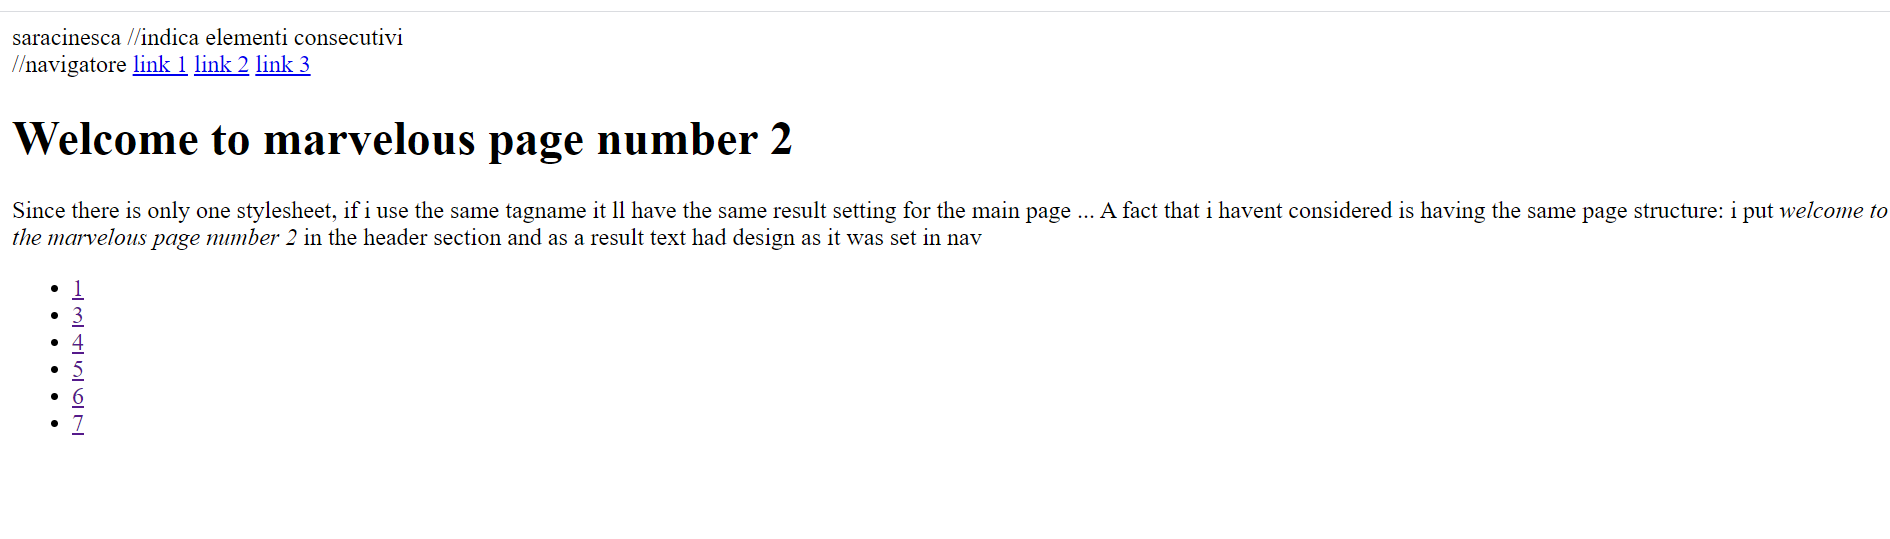 saracinesca //indica elementi consecutivi
//navigatore link 1 link 2 link 3
Welcome to marvelous page number 2
Since there is only one stylesheet, if i use the same tagname it ll have the same result setting for the main page ... A fact that i havent considered is having the same page structure: i put welcome to
the marvelous page number 2 in the header section and as a result text had design as it was set in nav
1
3
4
5
6
7